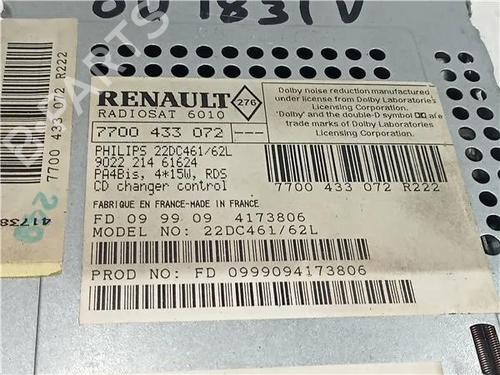 RENAULT 276
RADIOSAT 6010
7700 433 072 ---
PHILIPS 22DC461/62L
9022 214 61624
PA4Bis, 4*15W, RDS
CD changer control
Dolby noise reduction manufactured
under license from Dolby Laboratories
Licensing Corporation.
'Dolby' and the double-D symbol are
trade marks of Dolby Laboratories
Licensing Corporation.
7700 433 072 R222
FABRIQUE EN FRANCE-MADE IN FRANCE
FD 09 99 09 4173806
MODEL NO: 22DC461/62L
PROD NO: FD 0999094173806
7700 433 072 R222
41738